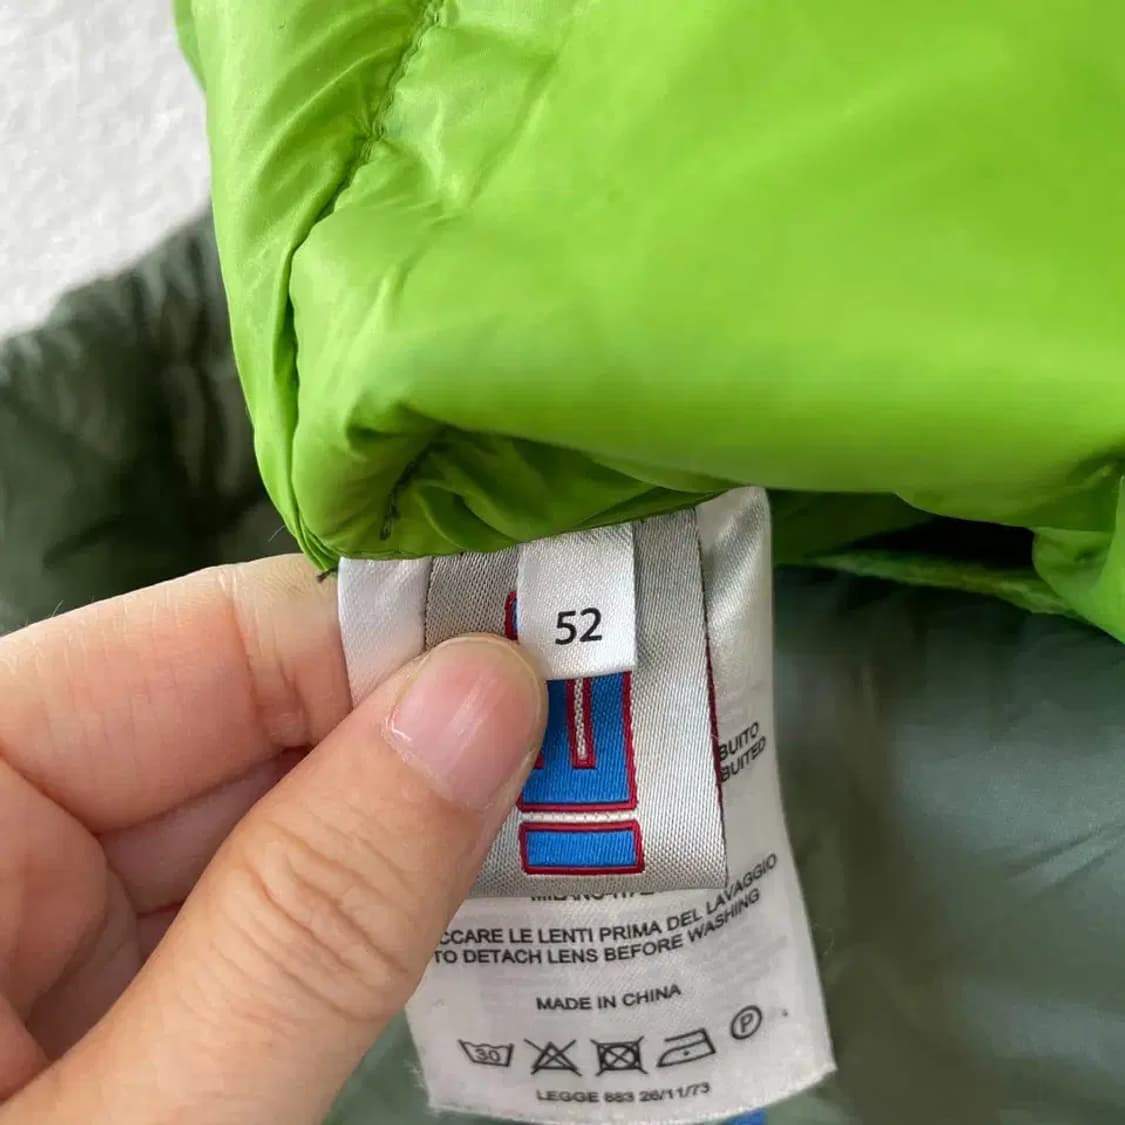 52
BUITO
BUITED
CCARE LE LENTI PRIMA DEL LAVAGGIO
TO DETACH LENS BEFORE WASHING
MADE IN CHINA
30 P
LEGGE 883 26/11/73